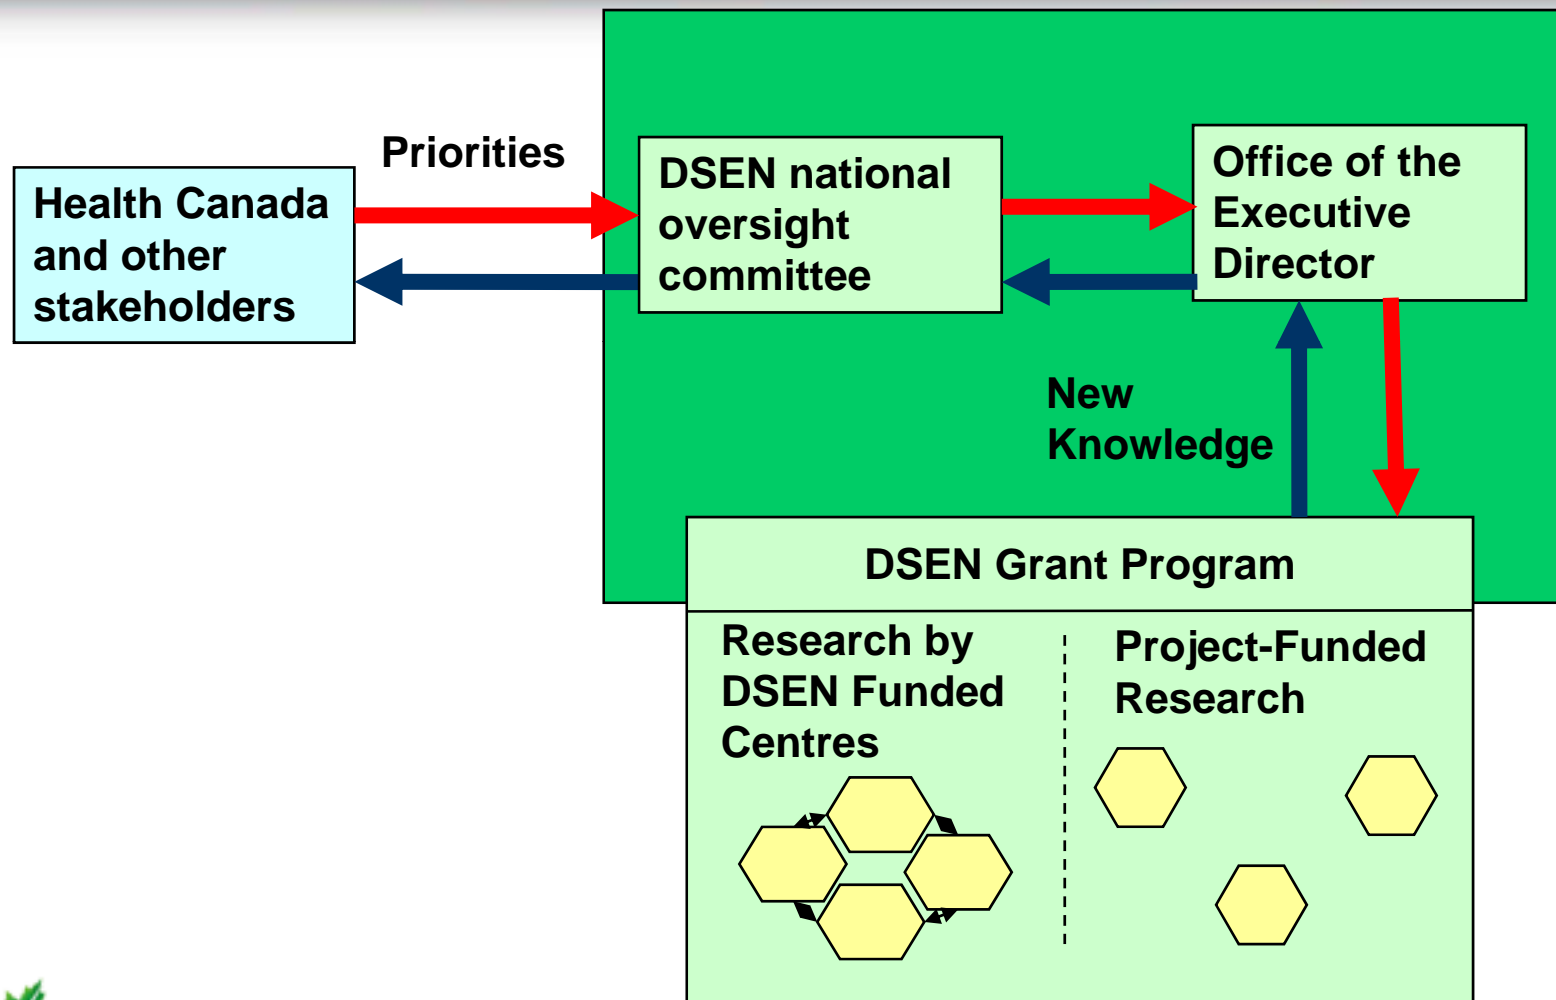 Priorities
Health Canada
and other
stakeholders
DSEN national
oversight
committee
Office of the
Executive
Director
New
Knowledge
DSEN Grant Program
Research by
DSEN Funded
Centres
Project-Funded
Research